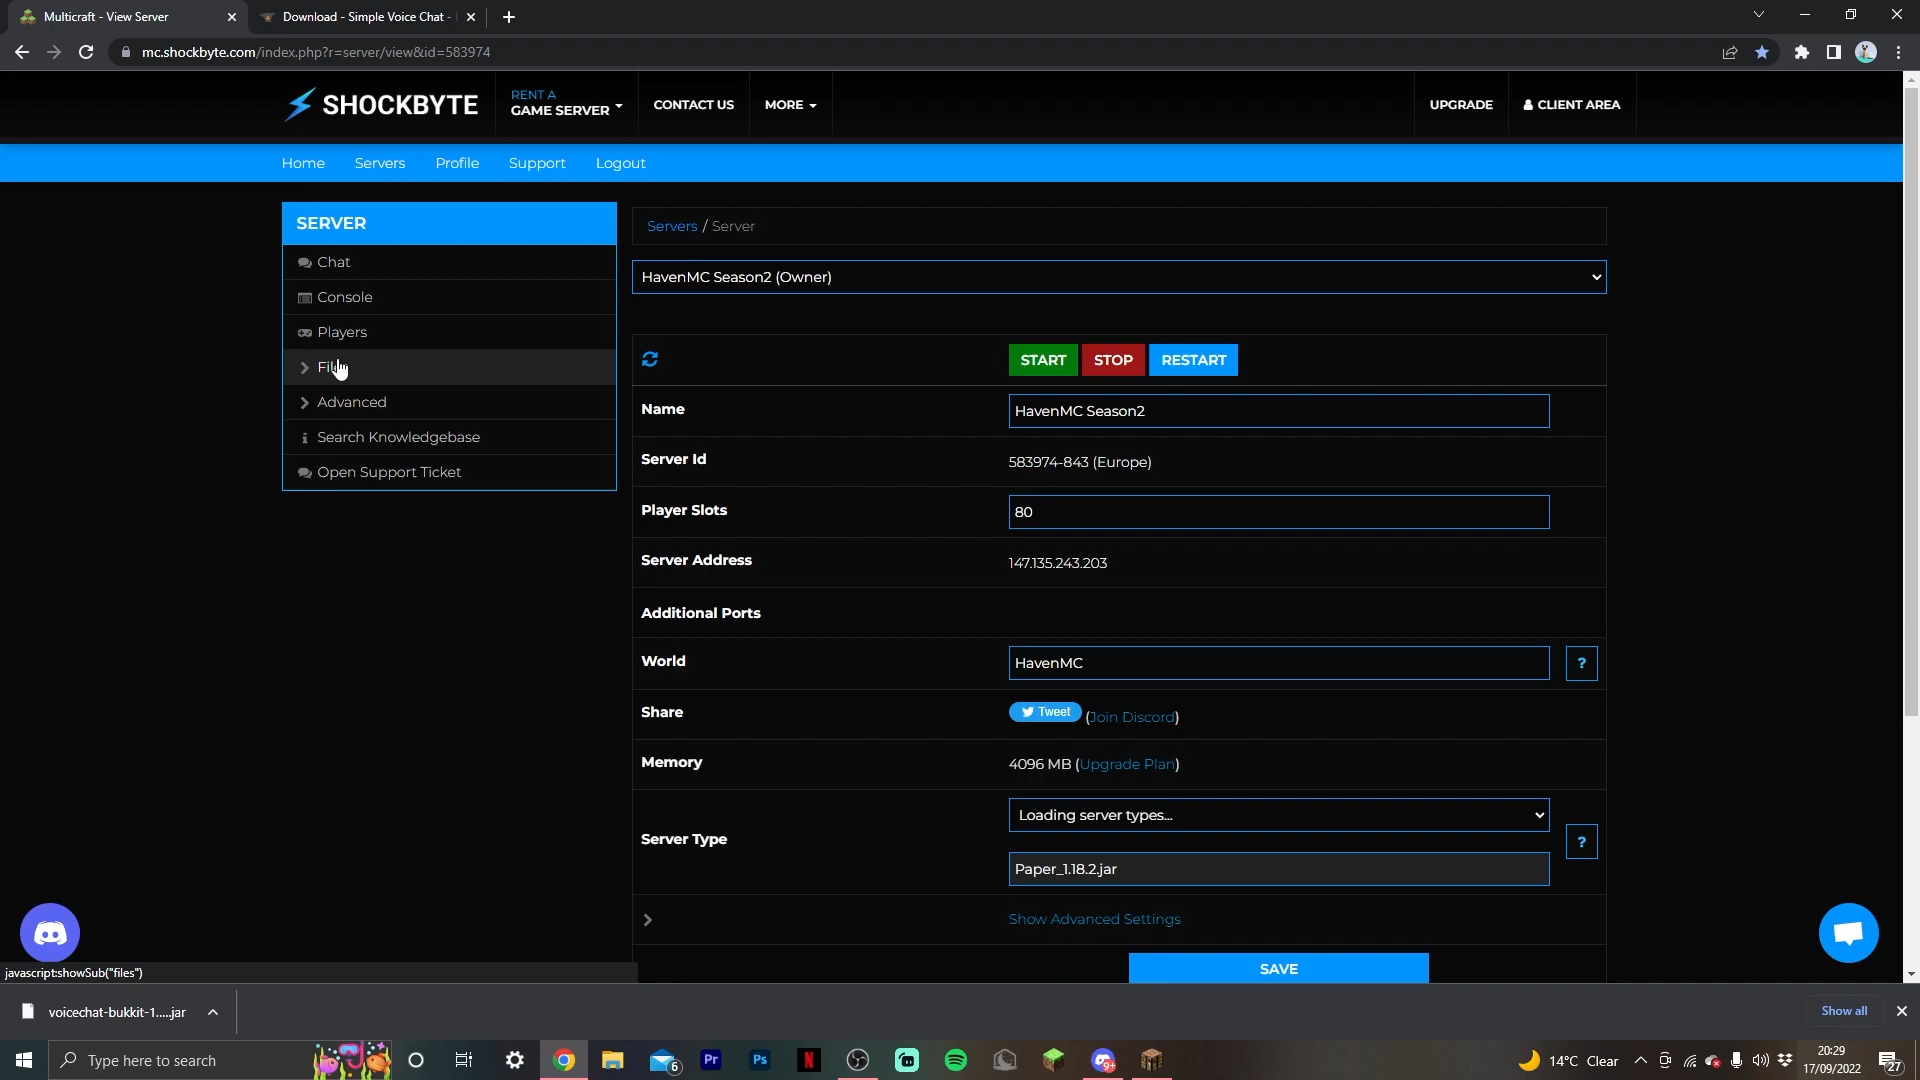 Multicraft - View Server
Download - Simple Voice Chat -
mc.shockbyte.com/index.php?r=server/view&id=583974
SHOCKBYTE
RENT A
GAME SERVER
CONTACT US
MORE
UPGRADE
CLIENT AREA
Home
Servers
Profile
Support
Logout
SERVER
Chat
Console
Players
Advanced
Search Knowledgebase
Open Support Ticket
Servers / Server
HavenMC Season2 (Owner)
START
STOP
RESTART
Name
HavenMC Season2
Server Id
583974-843 (Europe)
Player Slots
80
Server Address
147.135.243.203
Additional Ports
World
HavenMC
?
Share
Tweet
(Join Discord)
Memory
4096 MB (Upgrade Plan)
Server Type
Loading server types...
Paper_1.18.2.jar
?
Show Advanced Settings
SAVE
javascript:showSub("files")
voicechat-bukkit-1.....jar
Show all
Type here to search
6
Pr
Ps
N
9+
14°C Clear
20:29
17/09/2022
27